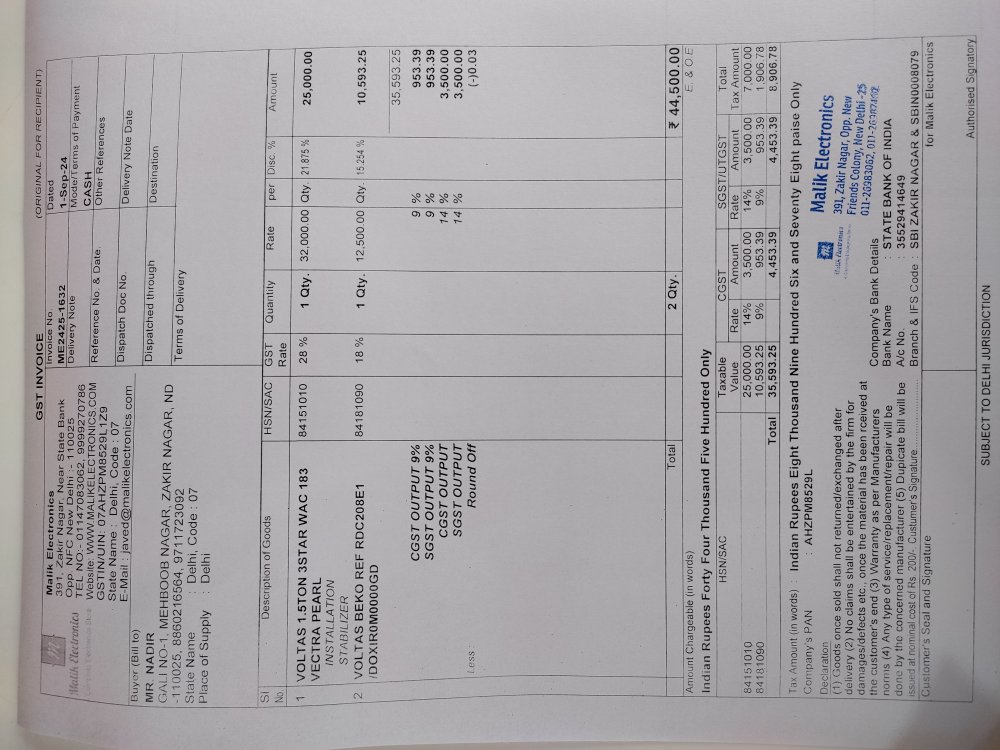 GST INVOICE
(ORIGINAL FOR RECIPIENT)
m
Malik Electronics
Malik Electronics
391, Zakir Nagar, Near State Bank
Opp. NFC New Delhi :- 110025
TEL NO:- 01147083062, 9999270786
Website: WWW.MALIKELECTRONICS.COM
GSTIN/UIN: 07AHZPM8529L1Z9
State Name : Delhi, Code : 07
E-Mail : javed@malikelectronics.com
Invoice No.
ME2425-1632
Dated
1-Sep-24
Delivery Note
Mode/Terms of Payment
CASH
Reference No. & Date.
Other References
Dispatch Doc No.
Delivery Note Date
Dispatched through
Destination
Terms of Delivery
Buyer (Bill to)
MR. NADIR
GALI NO-1, MEHBOOB NAGAR, ZAKIR NAGAR, ND
-110025, 8860216564, 9711723092
State Name : Delhi, Code : 07
Place of Supply : Delhi
Sl No. Description of Goods HSN/SAC GST Rate Quantity Rate per Disc. % Amount
1 VOLTAS 1.5TON 3STAR WAC 183 84151010 28 % 1 Qty. 32,000.00 Qty. 21.875 % 25,000.00
VECTRA PEARL
INSTALLATION
STABILIZER
2 VOLTAS BEKO REF RDC208E1 84181090 18 % 1 Qty. 12,500.00 Qty. 15.254 % 10,593.25
/DOXIR0M0000GD
35,593.25
CGST OUTPUT 9% 9 % 953.39
SGST OUTPUT 9% 9 % 953.39
CGST OUTPUT 14 % 3,500.00
SGST OUTPUT 14 % 3,500.00
Less : Round Off (-)0.03
Total 2 Qty. ₹ 44,500.00
Amount Chargeable (in words) E. & O.E
Indian Rupees Forty Four Thousand Five Hundred Only
HSN/SAC Taxable Value CGST Rate Amount SGST/UTGST Rate Amount Total Tax Amount
84151010 25,000.00 14% 3,500.00 14% 3,500.00 7,000.00
84181090 10,593.25 9% 953.39 9% 953.39 1,906.78
Total 35,593.25 4,453.39 4,453.39 8,906.78
Tax Amount (in words) : Indian Rupees Eight Thousand Nine Hundred Six and Seventy Eight paise Only
Company's PAN : AHZPM8529L
Declaration
(1) Goods once sold shall not returned/exchanged after
delivery (2) No claims shall be entertained by the firm for
damages/defects etc., once the material has been rceived at
the customer's end (3) Warranty as per Manufacturers
norms (4) Any type of service/replacement/repair will be
done by the concerned manufacturer (5) Dupicate bill will be
issued at nominal cost of Rs. 200/-. Custumer's Signature
m
Malik Electronics
Malik Electronics
391, Zakir Nagar, Opp. New
Friends Colony, New Delhi -25
011-26983062,
Company's Bank Details
Bank Name : STATE BANK OF INDIA
A/c No. : 35529414649
Branch & IFS Code : SBI ZAKIR NAGAR & SBIN0008079
Customer's Seal and Signature
for Malik Electronics
Authorised Signatory
SUBJECT TO DELHI JURISDICTION